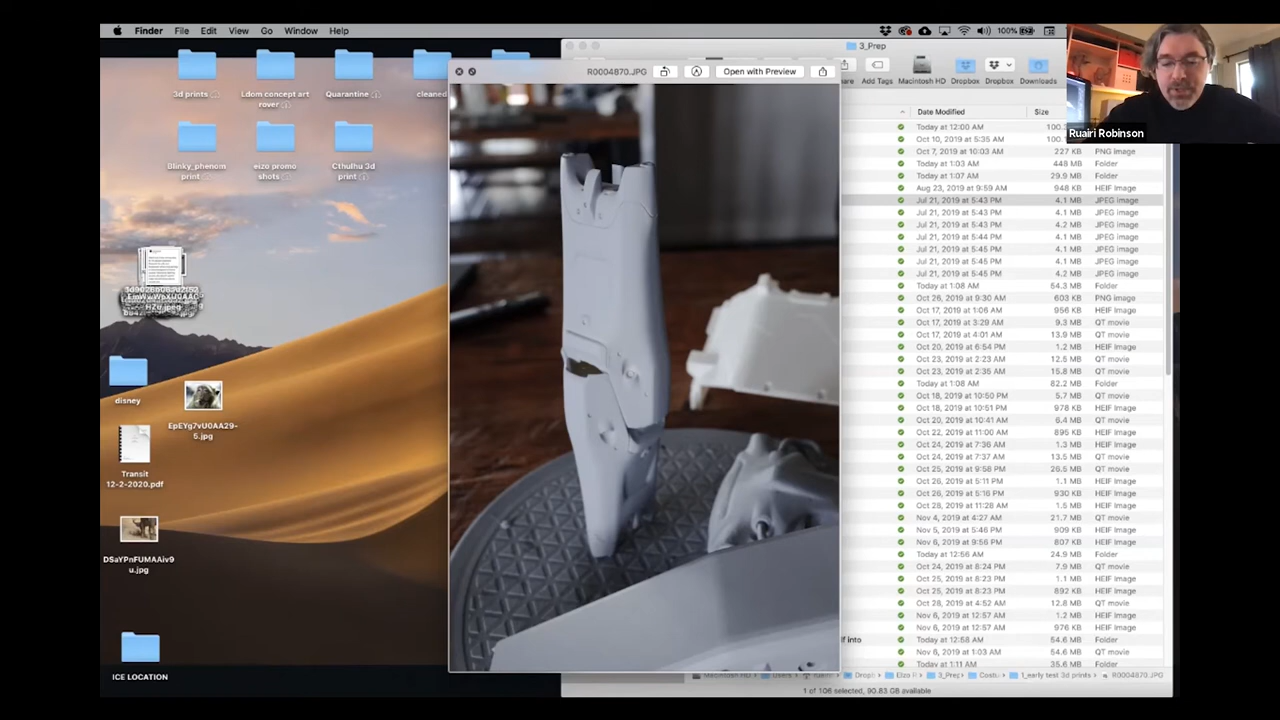 Finder File Edit View Go Window Help 100%
3_Prep
R0004870.JPG Open with Preview
Add Tags Macintosh HD Dropbox Dropbox Downloads
Ruairi Robinson
3d prints
Ldom concept art
rover
Quarantine
cleaned
Blinky_phenom
print
eizo promo
shots
Cthulhu 3d
print
disney
EpEYg7vU0AA29-
5.jpg
Transit
12-2-2020.pdf
DSaYPnFUMAAiv9
u.jpg
ICE LOCATION
Date Modified Size
Today at 12:00 AM
Oct 10, 2019 at 5:35 AM
Oct 7, 2019 at 10:03 AM 227 KB PNG image
Today at 1:03 AM 448 MB Folder
Today at 1:07 AM 29.9 MB Folder
Aug 23, 2019 at 9:59 AM 948 KB HEIF Image
Jul 21, 2019 at 5:43 PM 4.1 MB JPEG image
Jul 21, 2019 at 5:43 PM 4.1 MB JPEG image
Jul 21, 2019 at 5:43 PM 4.2 MB JPEG image
Jul 21, 2019 at 5:44 PM 4.1 MB JPEG image
Jul 21, 2019 at 5:45 PM 4.1 MB JPEG image
Jul 21, 2019 at 5:45 PM 4.1 MB JPEG image
Jul 21, 2019 at 5:45 PM 4.2 MB JPEG image
Today at 1:08 AM 54.3 MB Folder
Oct 26, 2019 at 9:30 AM 603 KB PNG image
Oct 17, 2019 at 1:06 AM 956 KB HEIF Image
Oct 17, 2019 at 3:29 AM 9.3 MB QT movie
Oct 17, 2019 at 4:01 AM 13.9 MB QT movie
Oct 20, 2019 at 6:54 PM 1.2 MB HEIF Image
Oct 23, 2019 at 2:23 AM 12.5 MB QT movie
Oct 23, 2019 at 2:35 AM 15.8 MB QT movie
Today at 1:08 AM 82.2 MB Folder
Oct 18, 2019 at 10:50 PM 5.7 MB QT movie
Oct 18, 2019 at 10:51 PM 978 KB HEIF Image
Oct 20, 2019 at 10:41 AM 6.4 MB QT movie
Oct 22, 2019 at 11:00 AM 895 KB HEIF Image
Oct 24, 2019 at 7:36 AM 1.3 MB HEIF Image
Oct 24, 2019 at 7:37 AM 13.5 MB QT movie
Oct 25, 2019 at 9:58 PM 26.5 MB QT movie
Oct 26, 2019 at 5:11 PM 1.1 MB HEIF Image
Oct 26, 2019 at 5:16 PM 930 KB HEIF Image
Oct 28, 2019 at 11:28 AM 1.5 MB HEIF Image
Nov 4, 2019 at 4:27 AM 21.7 MB QT movie
Nov 5, 2019 at 5:46 PM 909 KB HEIF Image
Nov 6, 2019 at 9:56 PM 807 KB HEIF Image
Today at 12:56 AM 24.9 MB Folder
Oct 24, 2019 at 8:24 PM 7.9 MB QT movie
Oct 25, 2019 at 8:23 PM 1.1 MB HEIF Image
Oct 25, 2019 at 8:23 PM 892 KB HEIF Image
Oct 28, 2019 at 4:52 AM 12.8 MB QT movie
Nov 6, 2019 at 12:57 AM 1.2 MB HEIF Image
Nov 6, 2019 at 12:57 AM 976 KB HEIF Image
lf into Today at 12:58 AM 54.6 MB Folder
Nov 6, 2019 at 1:03 AM 54.6 MB QT movie
Today at 1:11 AM 35.6 MB Folder
Macintosh HD Users Eizo 3_Prep 1_early test 3d prints R0004870.JPG
1 of 106 selected, 90.83 GB available